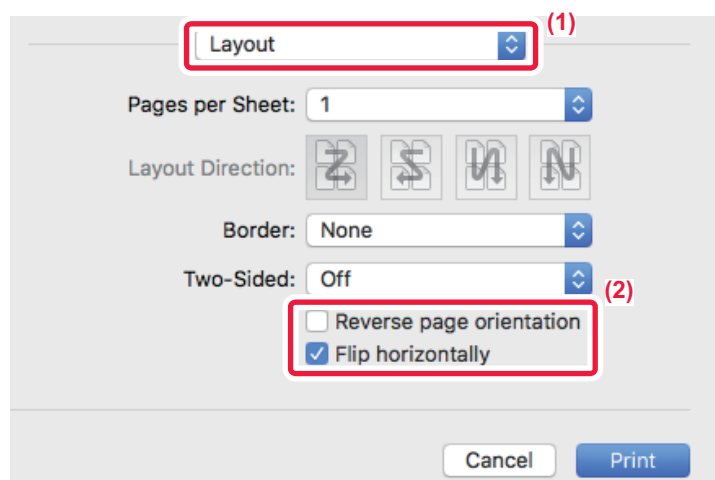 (1)
Layout
Pages per Sheet: 1
Layout Direction:
Border: None
Two-Sided: Off
(2)
Reverse page orientation
Flip horizontally
Cancel Print